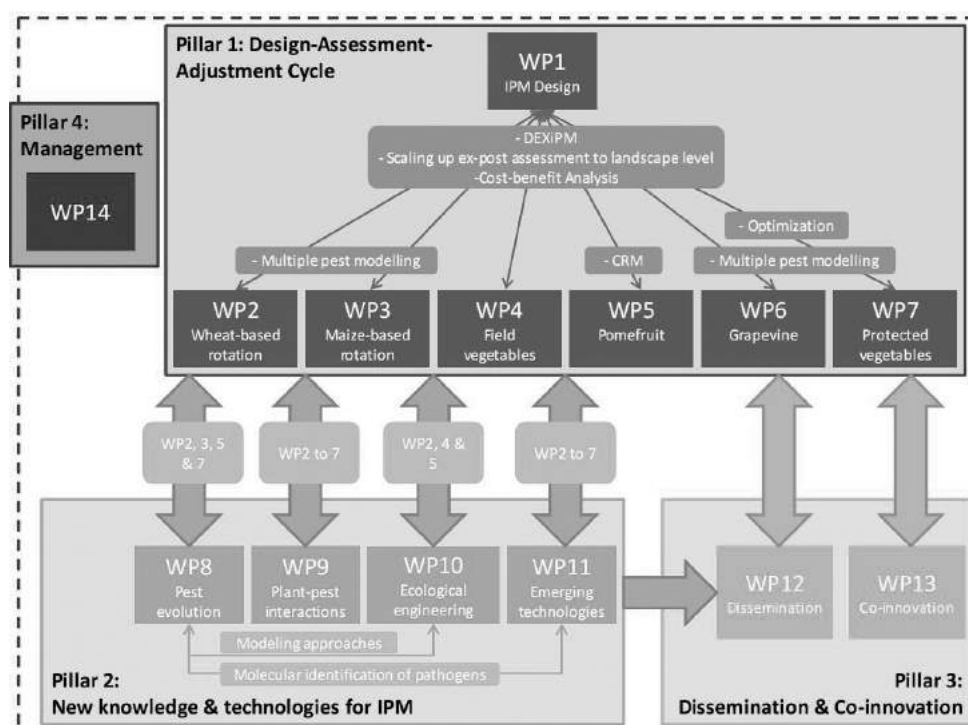 Pillar 1: Design-Assessment-
Adjustment Cycle
WP1
IPM Design
Pillar 4:
Management
WP14
- DEXiPM
- Scaling up ex-post assessment to landscape level
-Cost-benefit Analysis
- Optimization
- Multiple pest modelling
- CRM
- Multiple pest modelling
WP2
Wheat-based
rotation
WP3
Maize-based
rotation
WP4
Field
vegetables
WP5
Pomefruit
WP6
Grapevine
WP7
Protected
vegetables
WP2, 3, 5
& 7
WP2 to 7
WP2, 4 &
5
WP2 to 7
WP8
Pest
evolution
WP9
Plant-pest
interactions
WP10
Ecological
engineering
WP11
Emerging
technologies
WP12
Dissemination
WP13
Co-innovation
Modeling approaches
Molecular identification of pathogens
Pillar 2:
New knowledge & technologies for IPM
Pillar 3:
Dissemination & Co-innovation